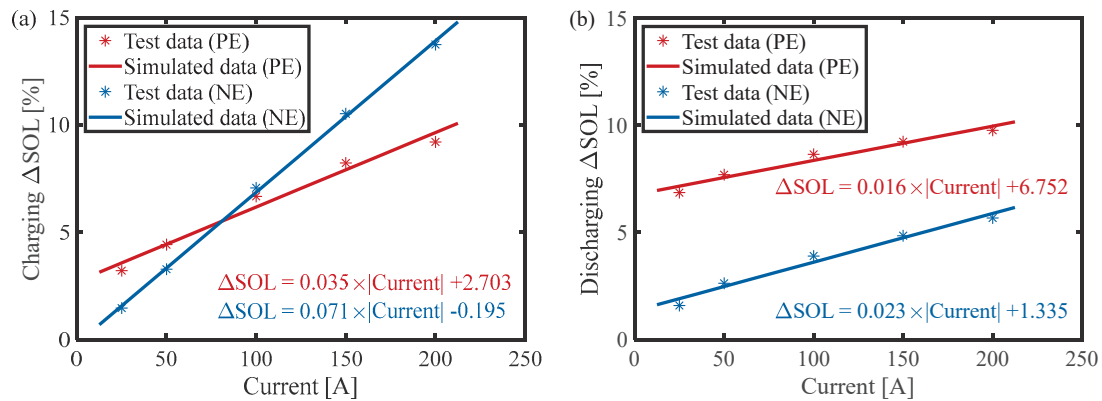 (a)
15
10
5
0
Charging ΔSOL [%]
Test data (PE)
Simulated data (PE)
Test data (NE)
Simulated data (NE)
ΔSOL = 0.035 ×|Current| +2.703
ΔSOL = 0.071 ×|Current| -0.195
0 50 100 150 200 250
Current [A]
(b)
15
10
5
0
Discharging ΔSOL [%]
Test data (PE)
Simulated data (PE)
Test data (NE)
Simulated data (NE)
ΔSOL = 0.016 ×|Current| +6.752
ΔSOL = 0.023 ×|Current| +1.335
0 50 100 150 200 250
Current [A]